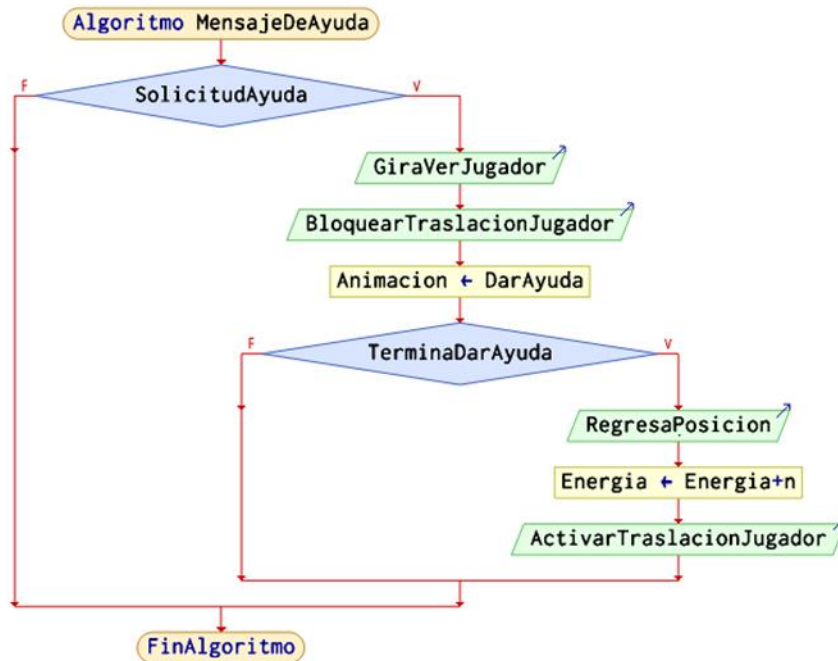 Algoritmo MensajeDeAyuda
F
V
SolicitudAyuda
GiraVerJugador
BloquearTraslacionJugador
Animacion ← DarAyuda
F
V
TerminaDarAyuda
RegresaPosicion
Energia ← Energia+n
ActivarTraslacionJugador
FinAlgoritmo